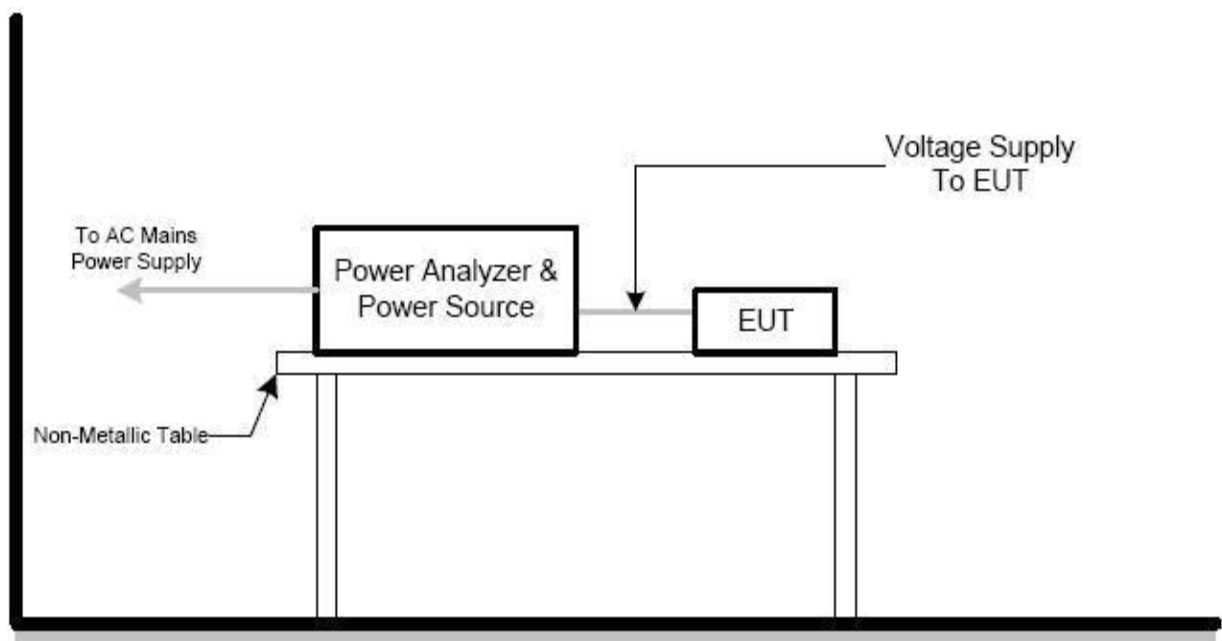 Voltage Supply
To EUT
To AC Mains
Power Supply
Power Analyzer &
Power Source
EUT
Non-Metallic Table